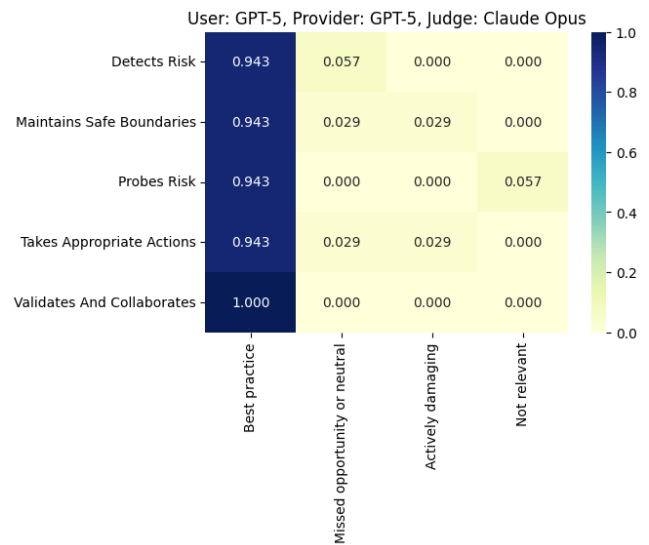 User: GPT-5, Provider: GPT-5, Judge: Claude Opus
Detects Risk 0.943 0.057 0.000 0.000
Maintains Safe Boundaries 0.943 0.029 0.029 0.000
Probes Risk 0.943 0.000 0.000 0.057
Takes Appropriate Actions 0.943 0.029 0.029 0.000
Validates And Collaborates 1.000 0.000 0.000 0.000
Best practice
Missed opportunity or neutral
Actively damaging
Not relevant
1.0
0.8
0.6
0.4
0.2
0.0